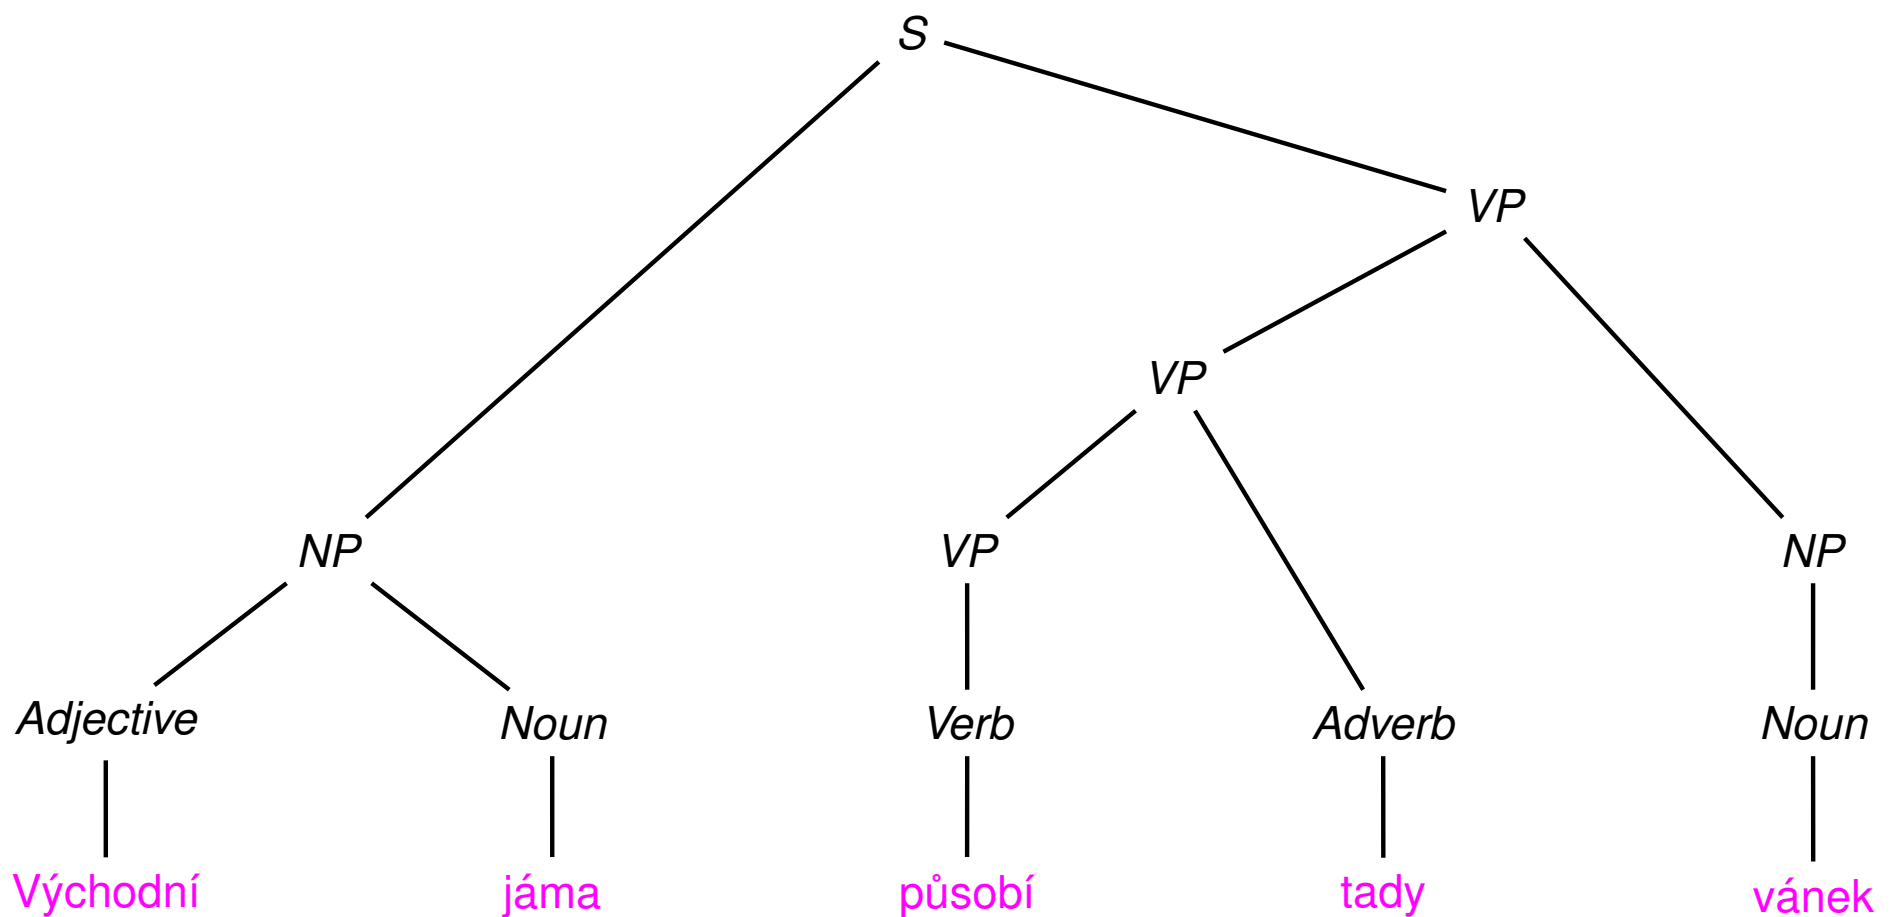 S
VP
VP
NP VP NP
Adjective Noun Verb Adverb Noun
Východní jáma působí tady vánek